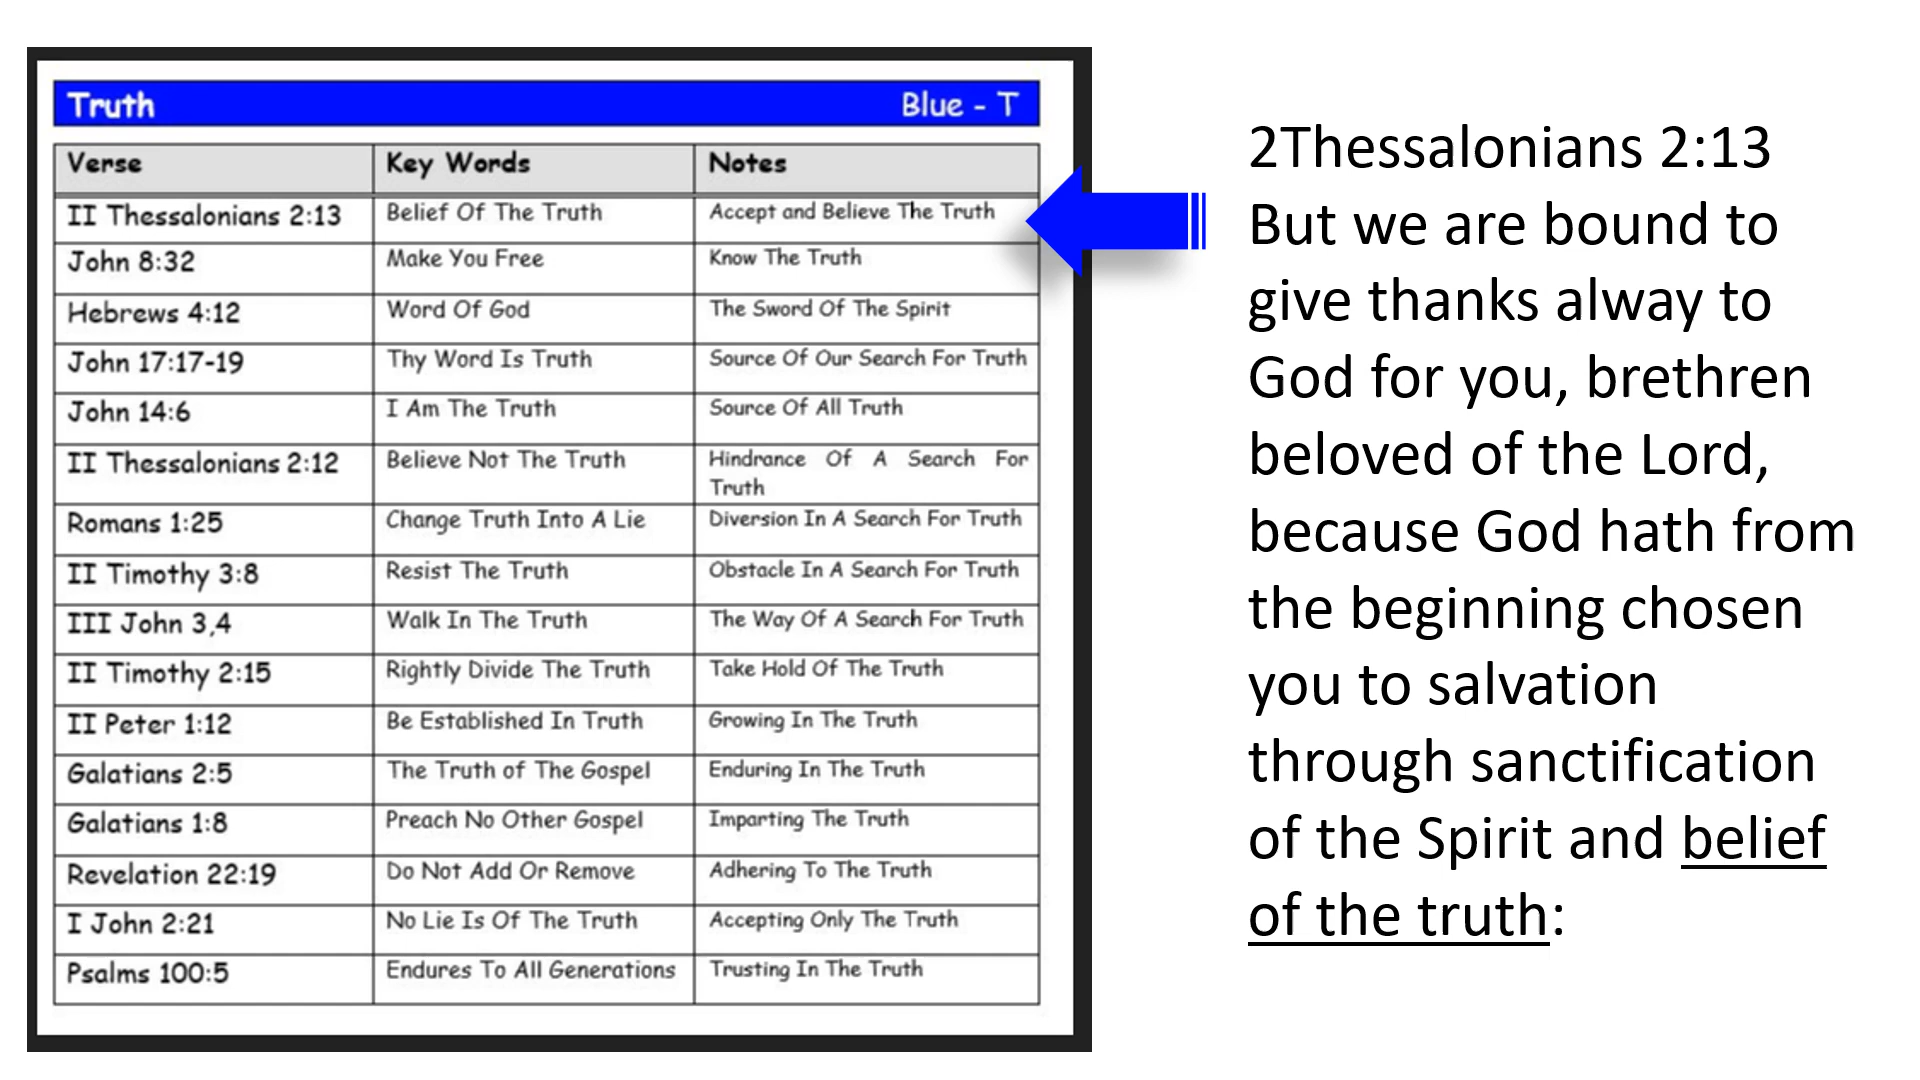 Truth Blue - T
Verse Key Words Notes
II Thessalonians 2:13 Belief Of The Truth Accept and Believe The Truth
John 8:32 Make You Free Know The Truth
Hebrews 4:12 Word Of God The Sword Of The Spirit
John 17:17-19 Thy Word Is Truth Source Of Our Search For Truth
John 14:6 I Am The Truth Source Of All Truth
II Thessalonians 2:12 Believe Not The Truth Hindrance Of A Search For
Truth
Romans 1:25 Change Truth Into A Lie Diversion In A Search For Truth
II Timothy 3:8 Resist The Truth Obstacle In A Search For Truth
III John 3,4 Walk In The Truth The Way Of A Search For Truth
II Timothy 2:15 Rightly Divide The Truth Take Hold Of The Truth
II Peter 1:12 Be Established In Truth Growing In The Truth
Galatians 2:5 The Truth of The Gospel Enduring In The Truth
Galatians 1:8 Preach No Other Gospel Imparting The Truth
Revelation 22:19 Do Not Add Or Remove Adhering To The Truth
I John 2:21 No Lie Is Of The Truth Accepting Only The Truth
Psalms 100:5 Endures To All Generations Trusting In The Truth
2Thessalonians 2:13
But we are bound to
give thanks alway to
God for you, brethren
beloved of the Lord,
because God hath from
the beginning chosen
you to salvation
through sanctification
of the Spirit and belief
of the truth: